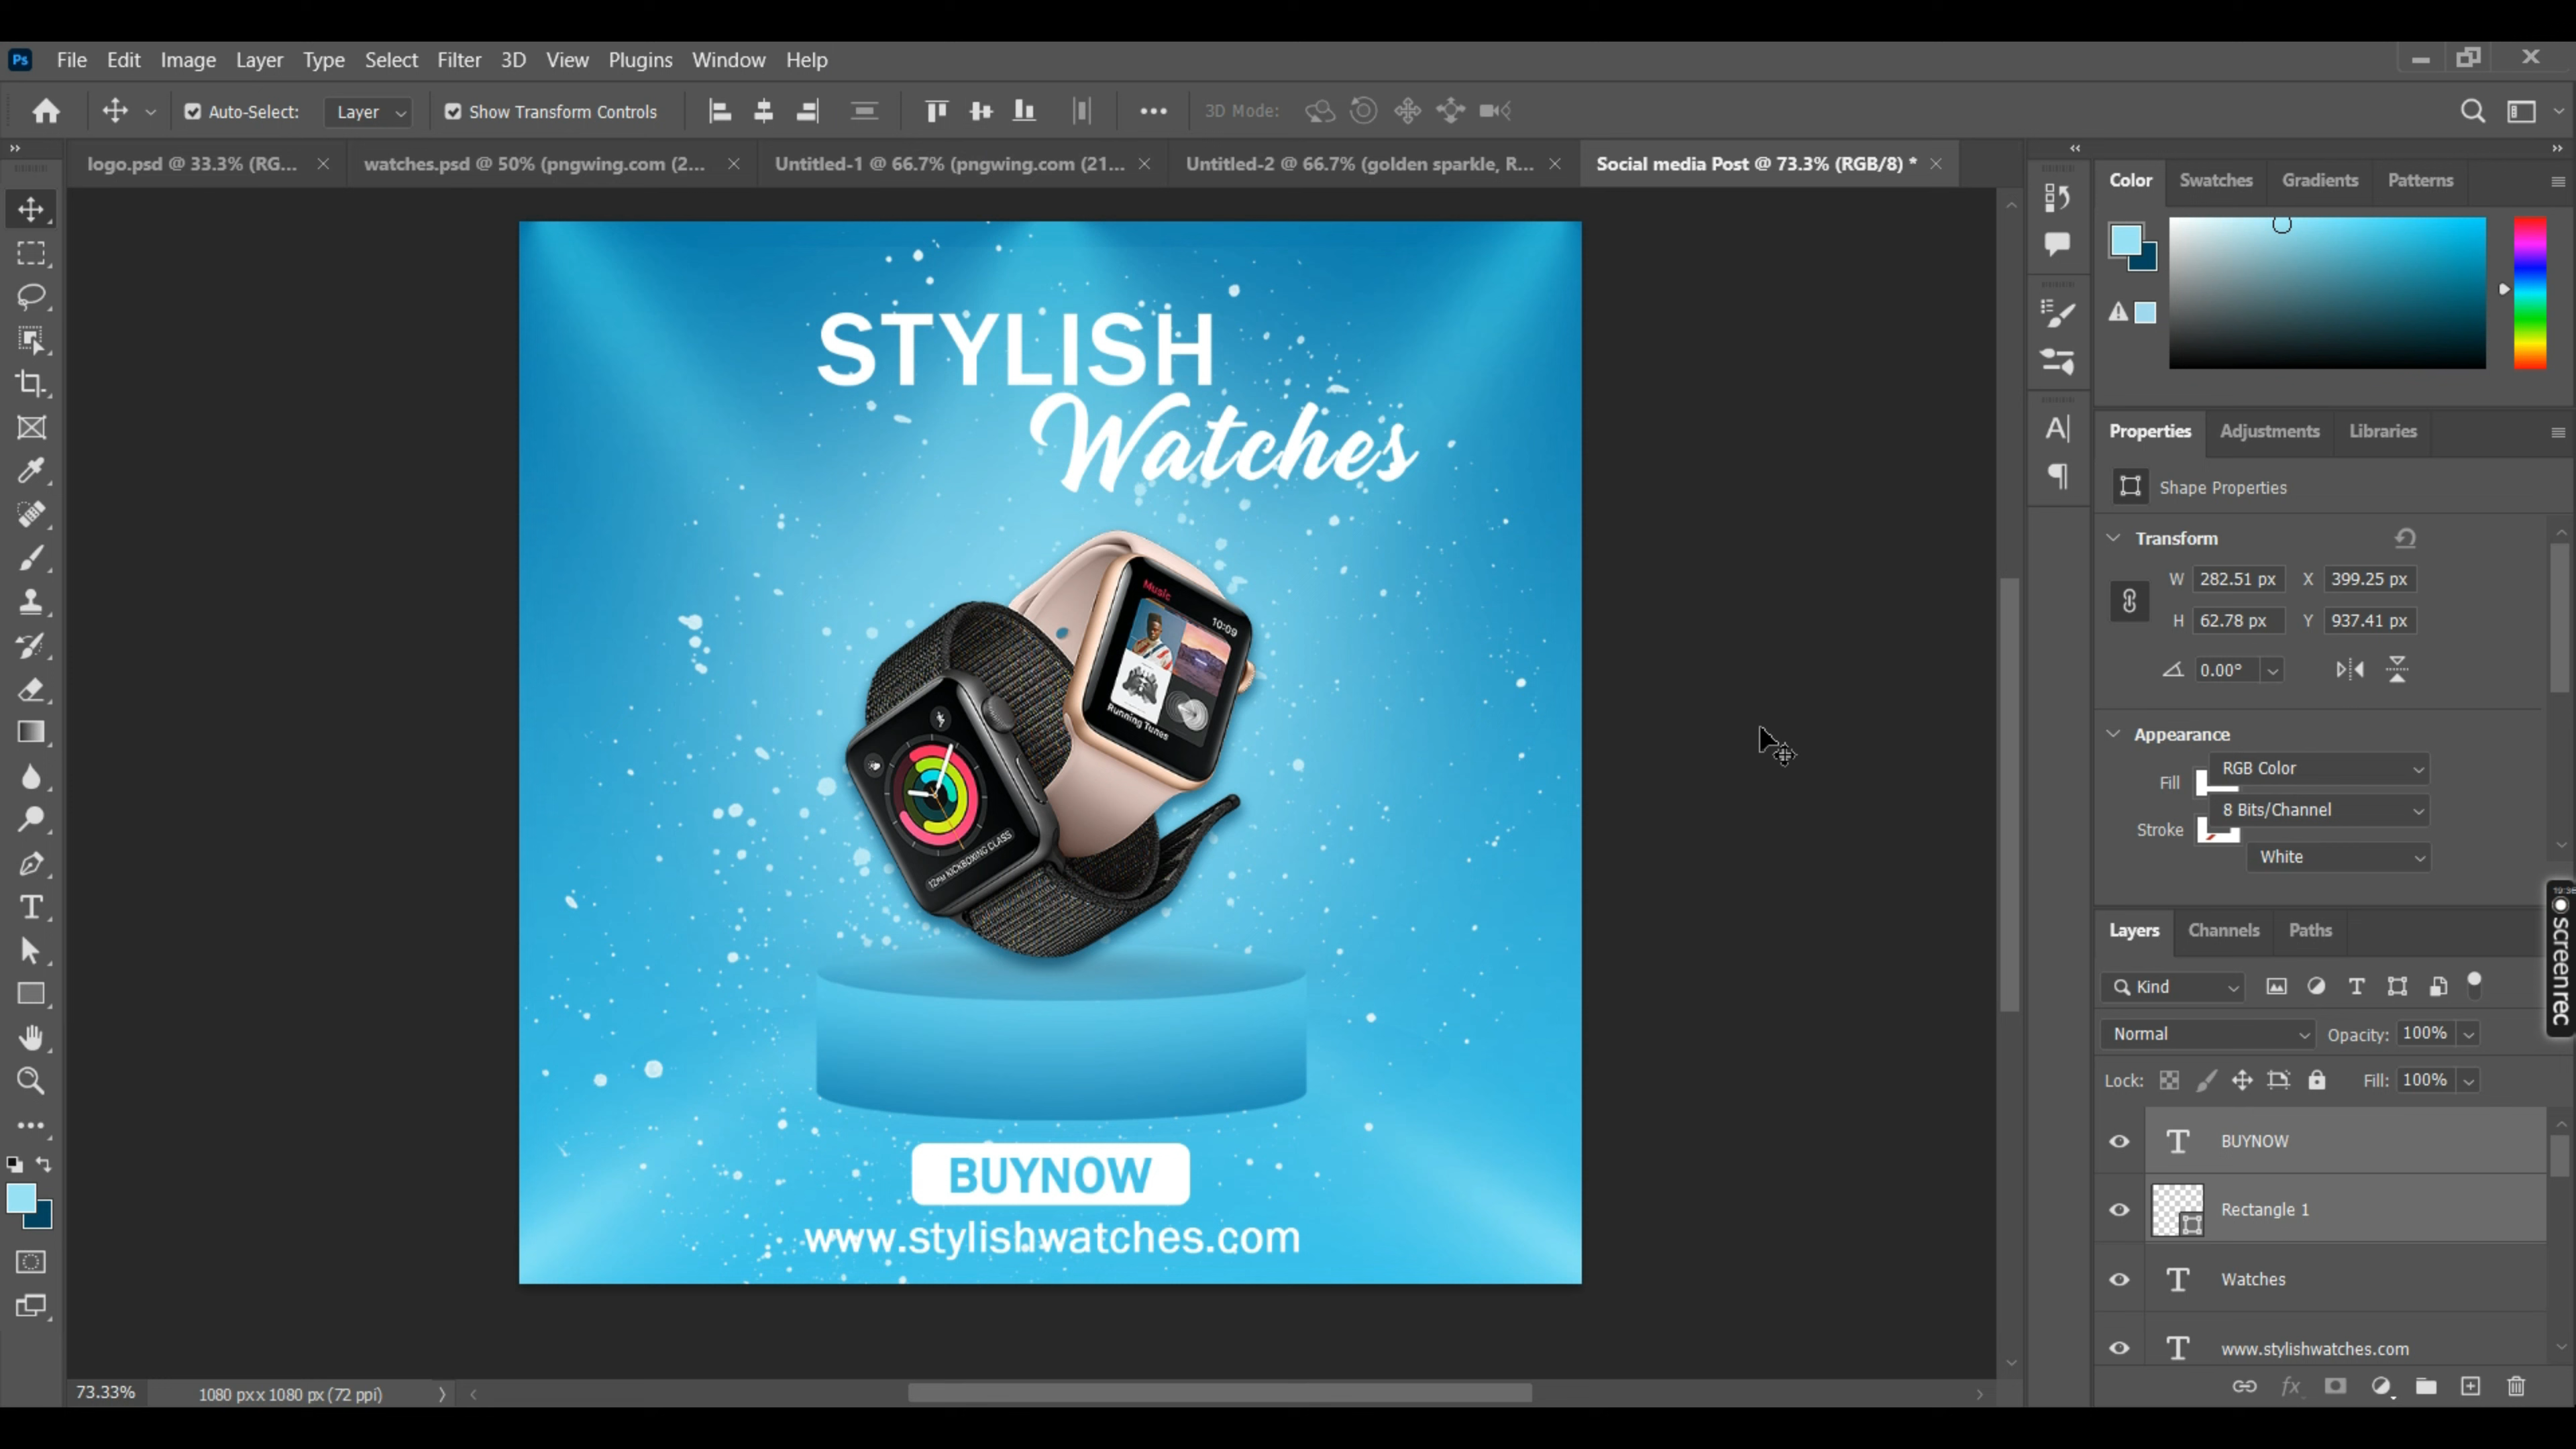 Ps File Edit Image Layer Type Select Filter 3D View Plugins Window Help
Auto-Select: Layer Show Transform Controls 3D Mode:
logo.psd @ 33.3% (RG... watches.psd @ 50% (pngwing.com (2... Untitled-1 @ 66.7% (pngwing.com (21... Untitled-2 @ 66.7% (golden sparkle, R... Social media Post @ 73.3% (RGB/8) *
STYLISH
Watches
Music
10:09
Running Tunes
12PM KICKBOXING CLASS
BUYNOW
www.stylishwatches.com
73.33% 1080 px x 1080 px (72 ppi)
Color Swatches Gradients Patterns
Properties Adjustments Libraries
Shape Properties
Transform
W 282.51 px X 399.25 px
H 62.78 px Y 937.41 px
0.00°
Appearance
Fill RGB Color
8 Bits/Channel
Stroke
White
Layers Channels Paths
Kind
Normal Opacity: 100%
Lock: Fill: 100%
BUYNOW
Rectangle 1
Watches
www.stylishwatches.com
screenrec